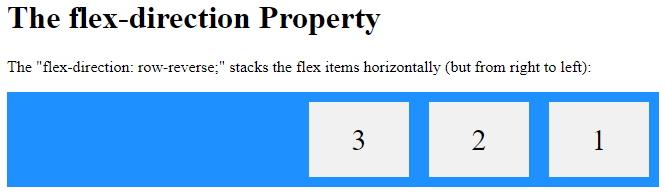 The flex-direction Property
The "flex-direction: row-reverse;" stacks the flex items horizontally (but from right to left):
3 2 1